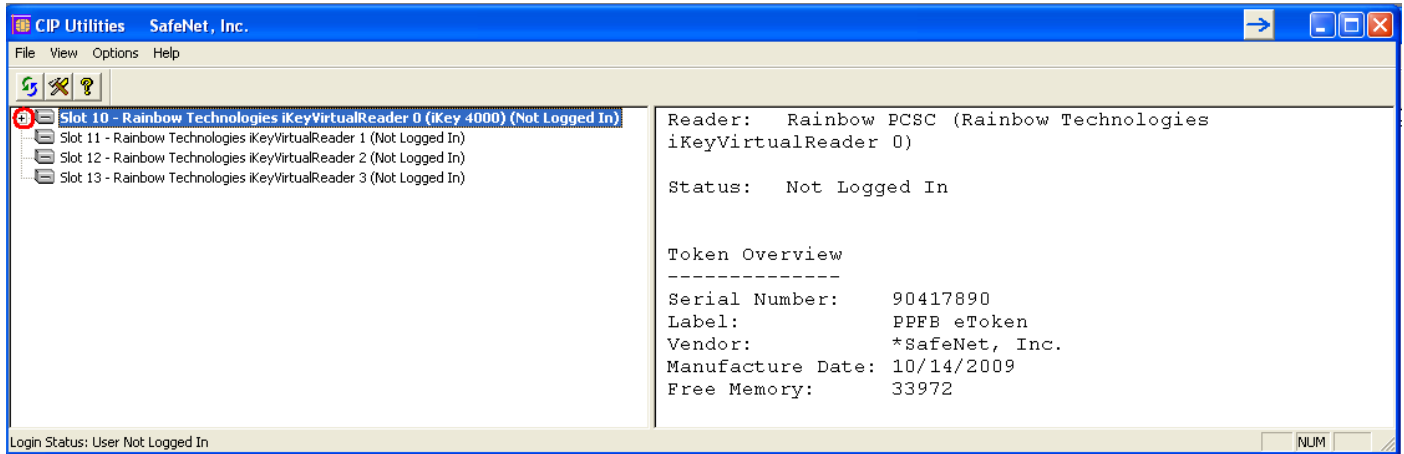 CIP Utilities SafeNet, Inc.
File View Options Help
Slot 10 - Rainbow Technologies iKeyVirtualReader 0 (iKey 4000) (Not Logged In)
Slot 11 - Rainbow Technologies iKeyVirtualReader 1 (Not Logged In)
Slot 12 - Rainbow Technologies iKeyVirtualReader 2 (Not Logged In)
Slot 13 - Rainbow Technologies iKeyVirtualReader 3 (Not Logged In)
Reader: Rainbow PCSC (Rainbow Technologies
iKeyVirtualReader 0)
Status: Not Logged In
Token Overview
--------------
Serial Number: 90417890
Label: PPFB eToken
Vendor: *SafeNet, Inc.
Manufacture Date: 10/14/2009
Free Memory: 33972
Login Status: User Not Logged In
NUM